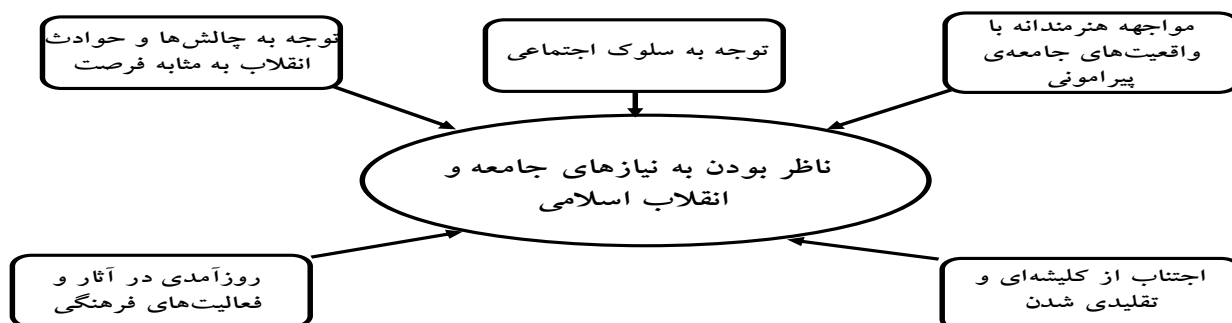 مواجهه هنرمندانه با
واقعیت‌های جامعه‌ی
پیرامونی
توجه به سلوک اجتماعی
توجه به چالش‌ها و حوادث
انقلاب به مثابه فرصت
ناظر بودن به نیازهای جامعه و
انقلاب اسلامی
اجتناب از کلیشه‌ای و
تقلیدی شدن
روزآمدی در آثار و
فعالیت‌های فرهنگی